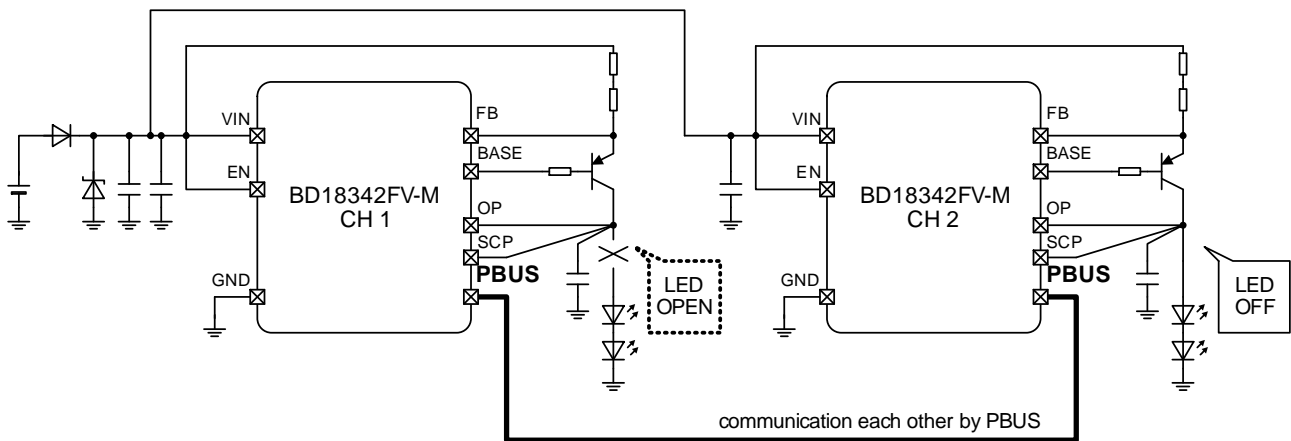 VIN
EN
GND
BD18342FV-M
CH 1
FB
BASE
OP
SCP
PBUS
LED
OPEN
VIN
EN
GND
BD18342FV-M
CH 2
FB
BASE
OP
SCP
PBUS
LED
OFF
communication each other by PBUS